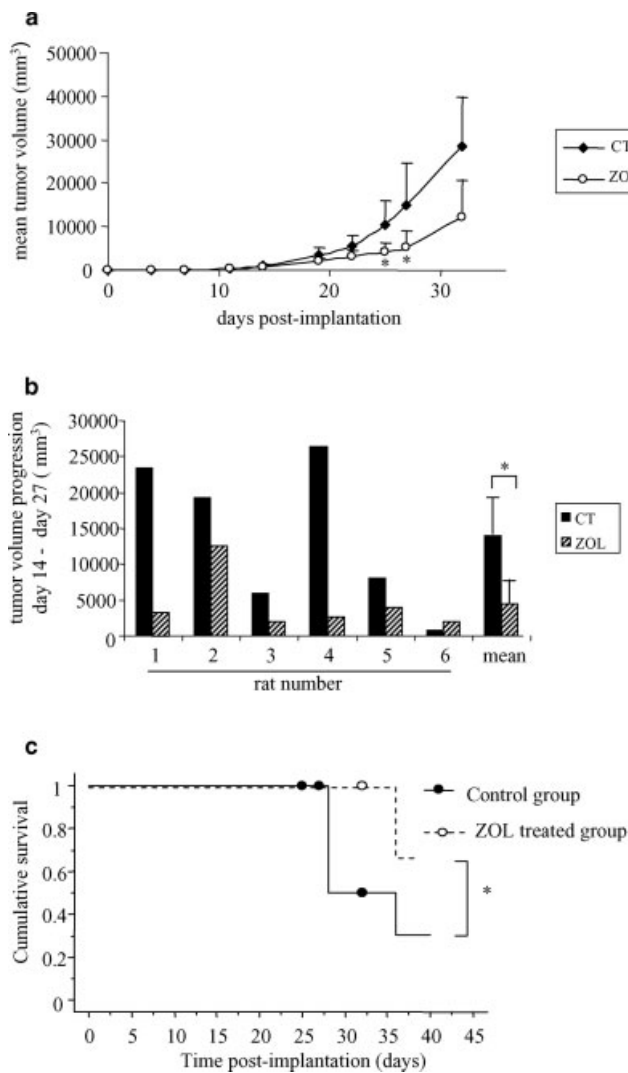 a
mean tumor volume (mm³)
50000
40000
30000
20000
10000
0
0 10 20 30
* *
days post-implantation
CT
ZO
b
tumor volume progression
day 14 - day 27 ( mm³)
30000
25000
20000
15000
10000
5000
0
*
CT
ZOL
1 2 3 4 5 6 mean
rat number
c
Cumulative survival
1
0.8
0.6
0.4
0.2
0
Control group
ZOL treated group
*
0 5 10 15 20 25 30 35 40 45
Time post-implantation (days)